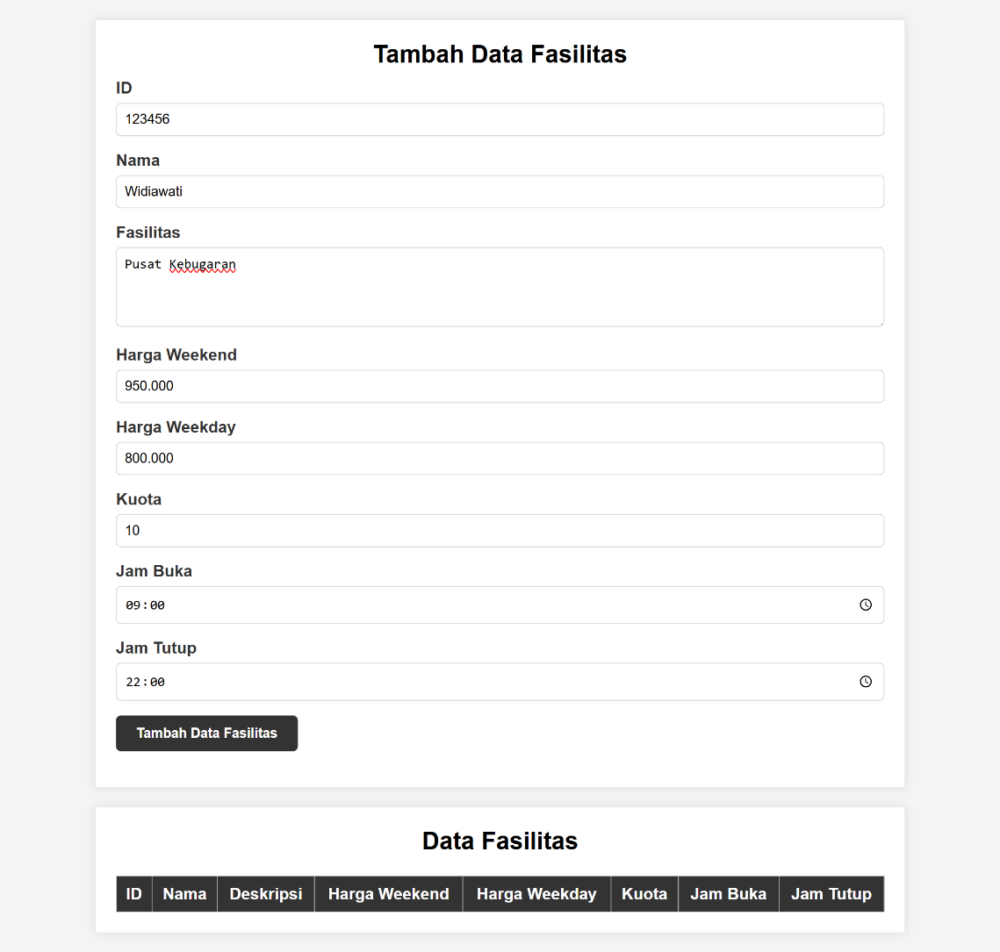 Tambah Data Fasilitas
ID
123456
Nama
Widiawati
Fasilitas
Pusat Kebugaran
Harga Weekend
950.000
Harga Weekday
800.000
Kuota
10
Jam Buka
09:00
Jam Tutup
22:00
Tambah Data Fasilitas
Data Fasilitas
ID Nama Deskripsi Harga Weekend Harga Weekday Kuota Jam Buka Jam Tutup